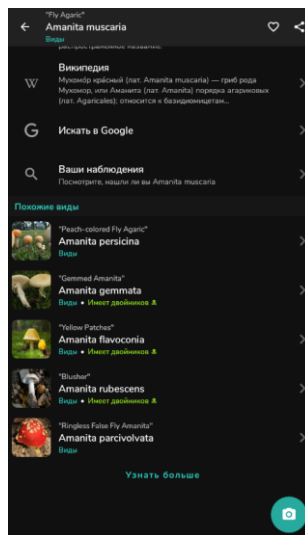 "Fly Agaric"
Amanita muscaria
Виды
распространённое название.
Википедия
Мухомо́р кра́сный (лат. Amanita muscaria) — гриб рода
Мухомор, или Аманита (лат. Amanita) порядка агариковых
(лат. Agaricales); относится к базидиомицетам...
Искать в Google
Ваши наблюдения
Посмотрите, нашли ли вы Amanita muscaria
Похожие виды
"Peach-colored Fly Agaric"
Amanita persicina
Виды
"Gemmed Amanita"
Amanita gemmata
Виды • Имеет двойников
"Yellow Patches"
Amanita flavoconia
Виды • Имеет двойников
"Blusher"
Amanita rubescens
Виды • Имеет двойников
"Ringless False Fly Amanita"
Amanita parcivolvata
Виды
Узнать больше